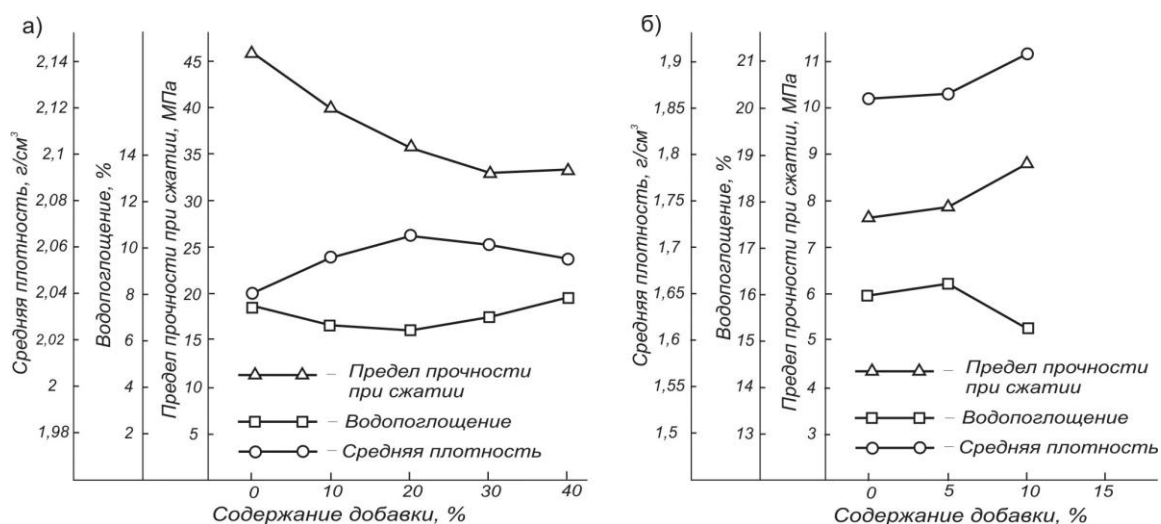 а)
Средняя плотность, г/см³
2,14
2,12
2,1
2,06
2,04
2,02
2
1,98
Водопоглощение, %
14
12
10
8
6
4
2
Предел прочности при сжатии, МПа
45
40
35
30
25
20
15
10
5
– Предел прочности
при сжатии
– Водопоглощение
– Средняя плотность
0 10 20 30 40
Содержание добавки, %
б)
Средняя плотность, г/см³
1,9
1,85
1,8
1,75
1,7
1,65
1,6
1,55
1,5
Водопоглощение, %
21
20
19
18
17
16
15
14
13
Предел прочности при сжатии, МПа
11
10
9
8
7
6
5
4
3
– Предел прочности
при сжатии
– Водопоглощение
– Средняя плотность
0 5 10 15
Содержание добавки, %